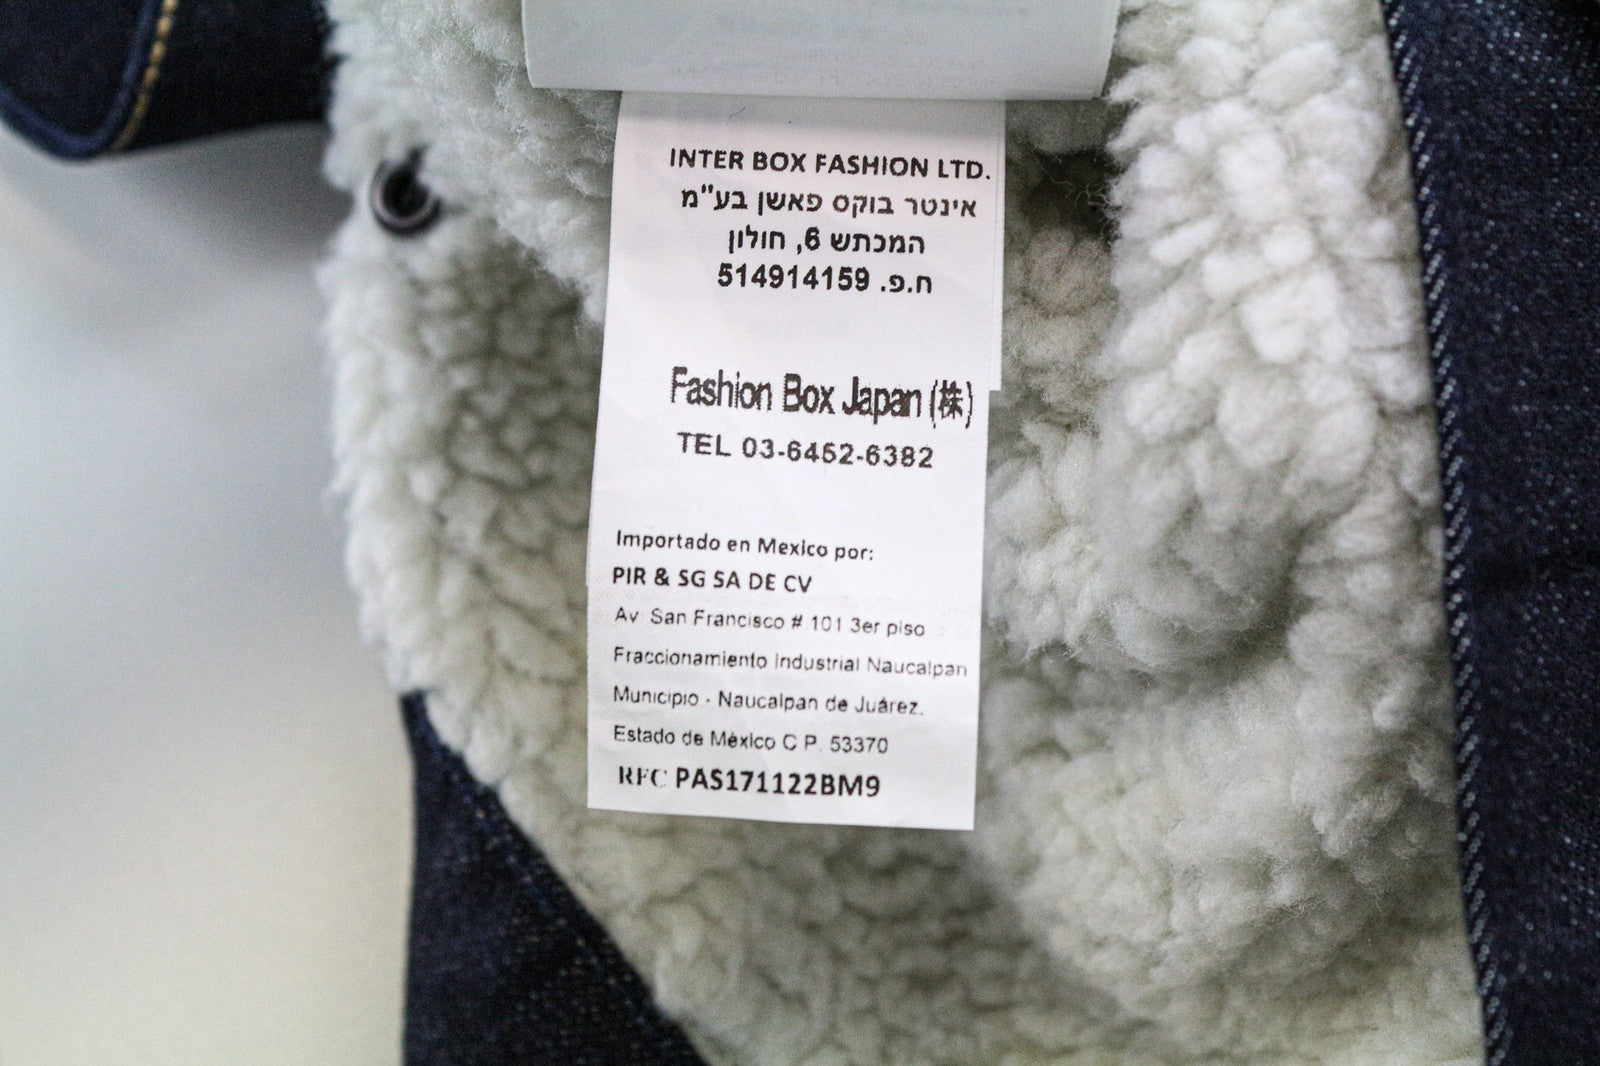 INTER BOX FASHION LTD.
אינטר בוקס פאשן בע"מ
המכתש 6, חולון
ח.פ. 514914159
Fashion Box Japan (株)
TEL 03-6452-6382
Importado en Mexico por:
PIR & SG SA DE CV
Av. San Francisco # 101 3er piso
Fraccionamiento Industrial Naucalpan
Municipio - Naucalpan de Juárez.
Estado de México C.P. 53370
RFC PAS171122BM9